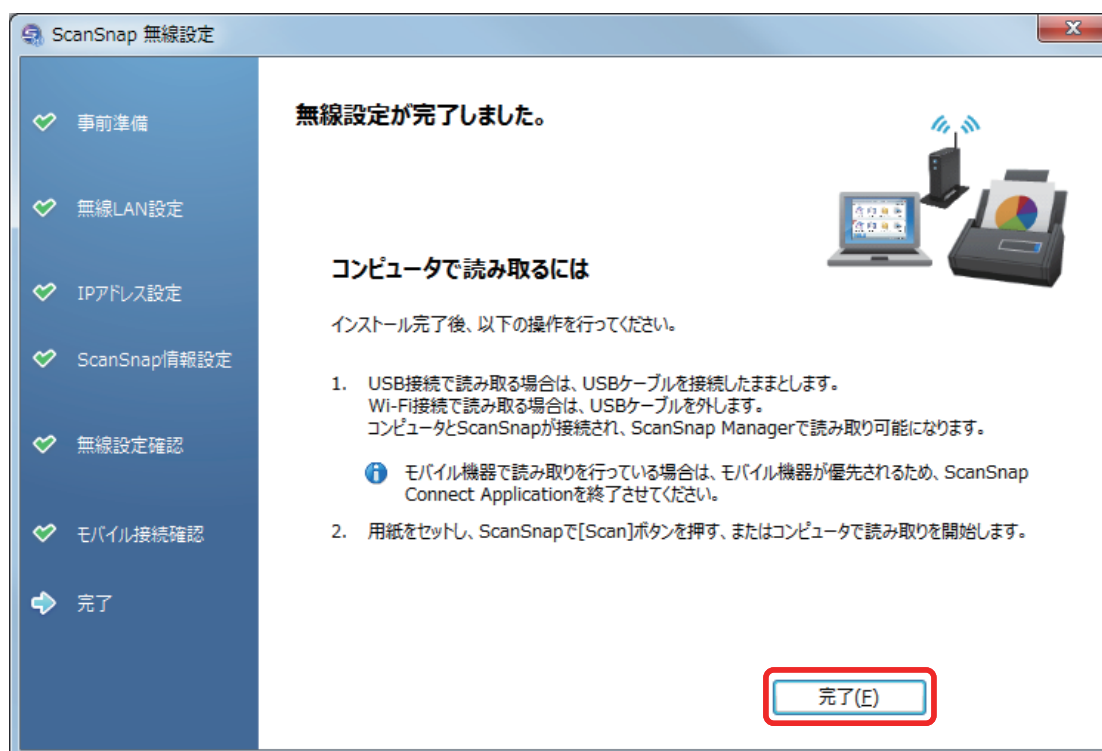 ScanSnap 無線設定
事前準備
無線LAN設定
IPアドレス設定
ScanSnap情報設定
無線設定確認
モバイル接続確認
完了
無線設定が完了しました。
コンピュータで読み取るには
インストール完了後、以下の操作を行ってください。
1. USB接続で読み取る場合は、USBケーブルを接続したままとします。
Wi-Fi接続で読み取る場合は、USBケーブルを外します。
コンピュータとScanSnapが接続され、ScanSnap Managerで読み取り可能になります。
モバイル機器で読み取りを行っている場合は、モバイル機器が優先されるため、ScanSnap
Connect Applicationを終了させてください。
2. 用紙をセットし、ScanSnapで[Scan]ボタンを押す、またはコンピュータで読み取りを開始します。
完了(F)